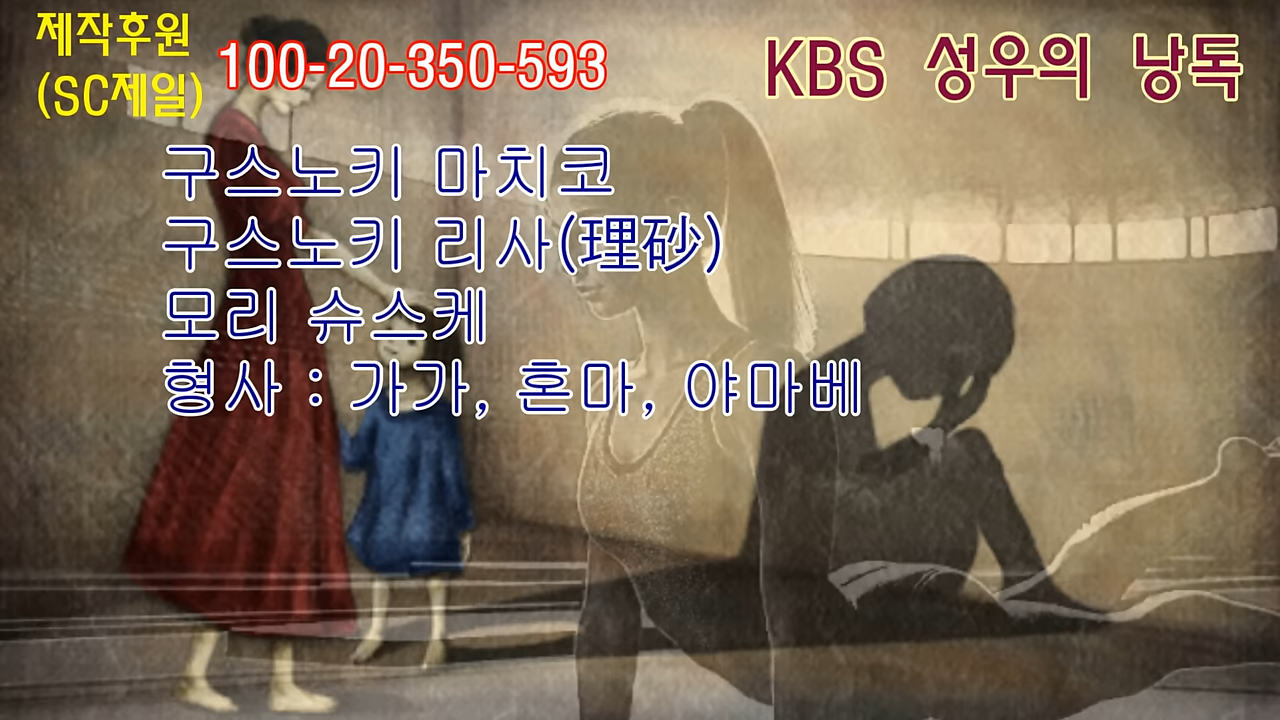 제작후원
(SC제일)
100-20-350-593
KBS 성우의 낭독
구스노키 마치코
구스노키 리사(理砂)
모리 슈스케
형사 : 가가, 혼마, 야마베